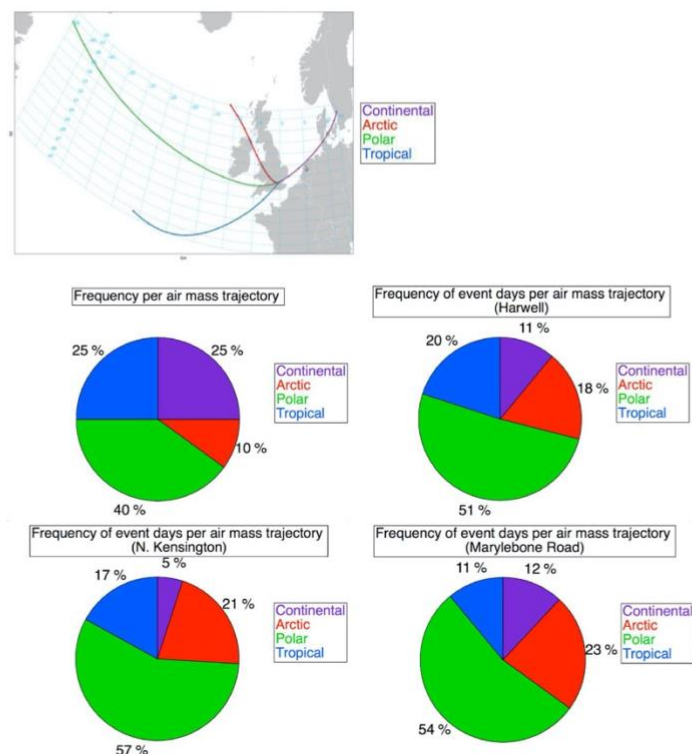 Continental
Arctic
Polar
Tropical
Frequency per air mass trajectory
25 %
25 %
10 %
40 %
Continental
Arctic
Polar
Tropical
Frequency of event days per air mass trajectory
(Harwell)
20 %
11 %
18 %
51 %
Continental
Arctic
Polar
Tropical
Frequency of event days per air mass trajectory
(N. Kensington)
17 %
5 %
21 %
57 %
Continental
Arctic
Polar
Tropical
Frequency of event days per air mass trajectory
(Marylebone Road)
11 %
12 %
23 %
54 %
Continental
Arctic
Polar
Tropical